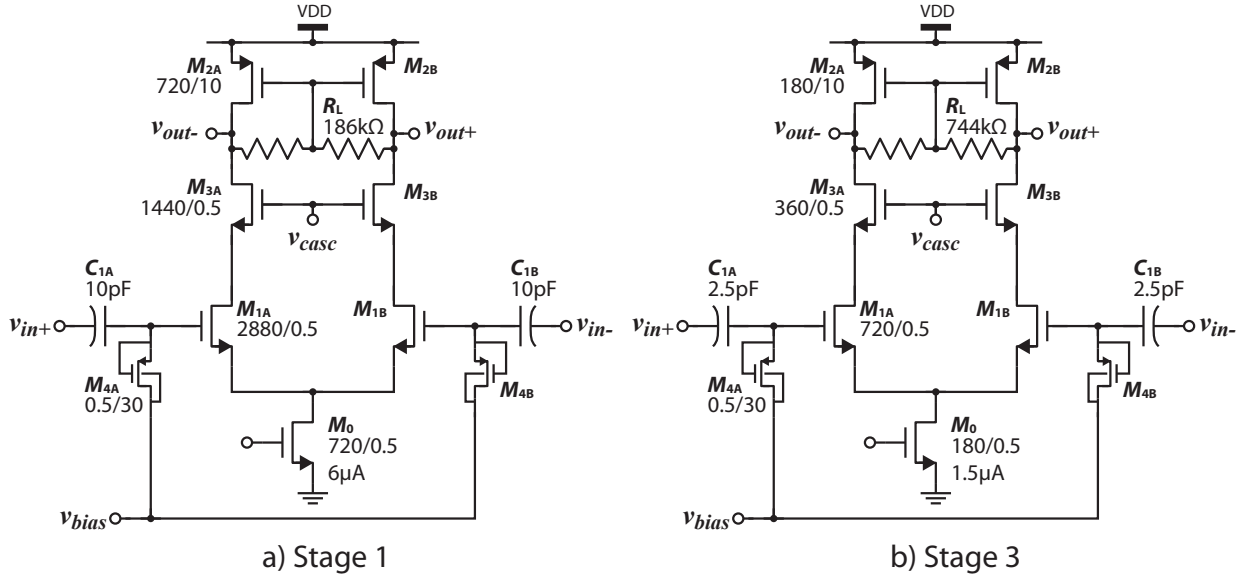 VDD
M2A
720/10
M2B
RL
186kΩ
vout-
vout+
M3A
1440/0.5
M3B
vcasc
C1A
10pF
C1B
10pF
vin+
M1A
2880/0.5
M1B
vin-
M4A
0.5/30
M4B
M0
720/0.5
6µA
vbias
a) Stage 1
VDD
M2A
180/10
M2B
RL
744kΩ
vout-
vout+
M3A
360/0.5
M3B
vcasc
C1A
2.5pF
C1B
2.5pF
vin+
M1A
720/0.5
M1B
vin-
M4A
0.5/30
M4B
M0
180/0.5
1.5µA
vbias
b) Stage 3